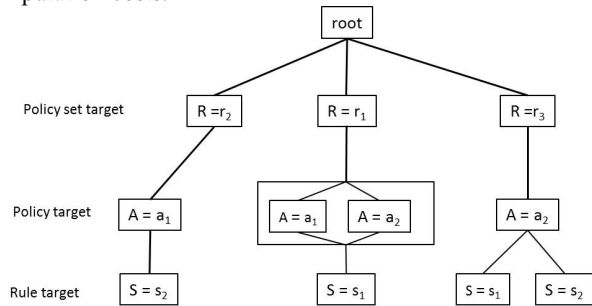 root
Policy set target
R =r₂
R = r₁
R = r₃
Policy target
A = a₁
A = a₁
A = a₂
A = a₂
Rule target
S = s₂
S = s₁
S = s₁
S = s₂